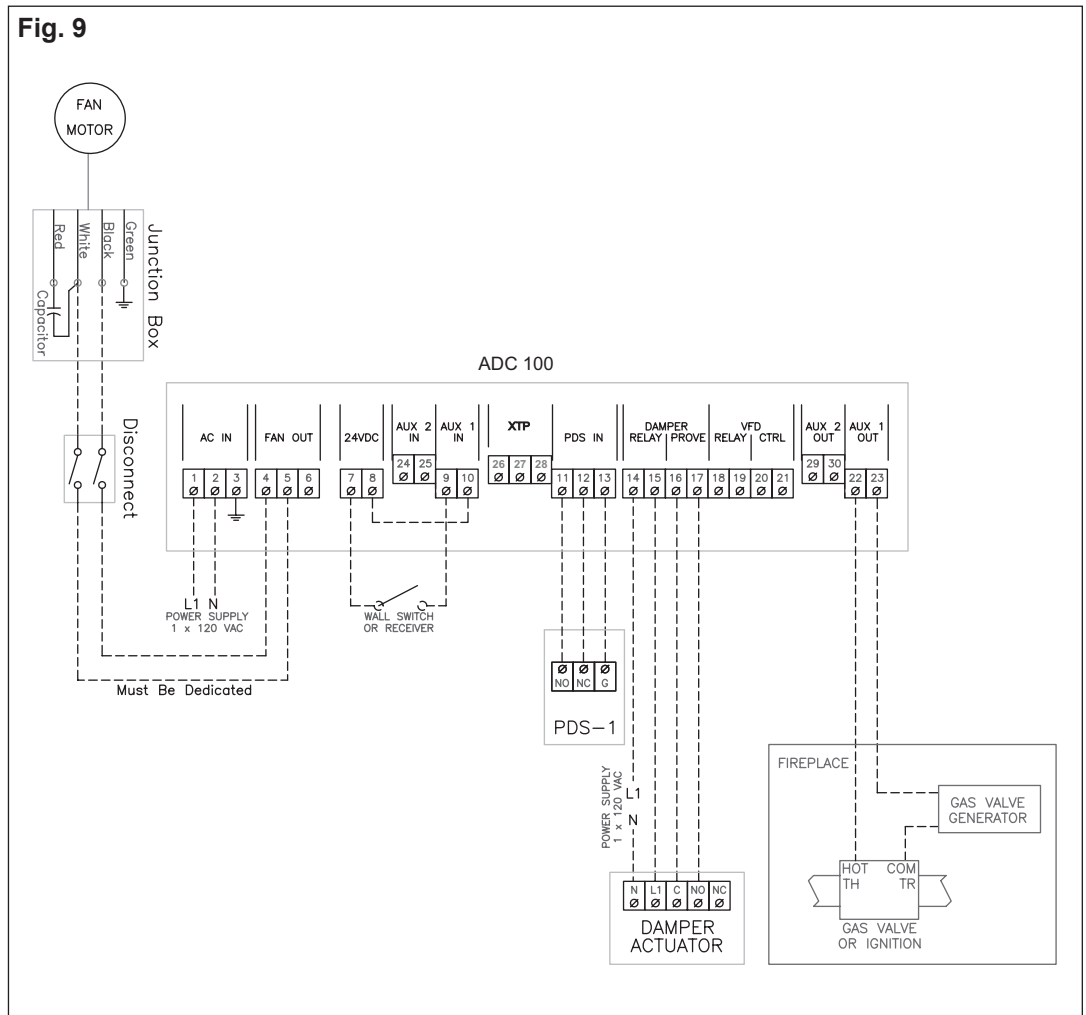 Fig. 9
FAN
MOTOR
Red
White
Black
Green
Junction Box
Capacitor
Disconnect
ADC 100
AC IN
FAN OUT
24VDC
AUX 2
IN
AUX 1
IN
XTP
PDS IN
DAMPER
RELAY PROVE
VFD
RELAY CTRL
AUX 2
OUT
AUX 1
OUT
1 2 3 4 5 6 7 8 24 25 9 10 26 27 28 11 12 13 14 15 16 17 18 19 20 21 29 30 22 23
L1 N
POWER SUPPLY
1 x 120 VAC
WALL SWITCH
OR RECEIVER
Must Be Dedicated
NO NC G
PDS-1
POWER SUPPLY
1 x 120 VAC
L1
N
N L1 C NO NC
DAMPER
ACTUATOR
FIREPLACE
GAS VALVE
GENERATOR
HOT COM
TH TR
GAS VALVE
OR IGNITION